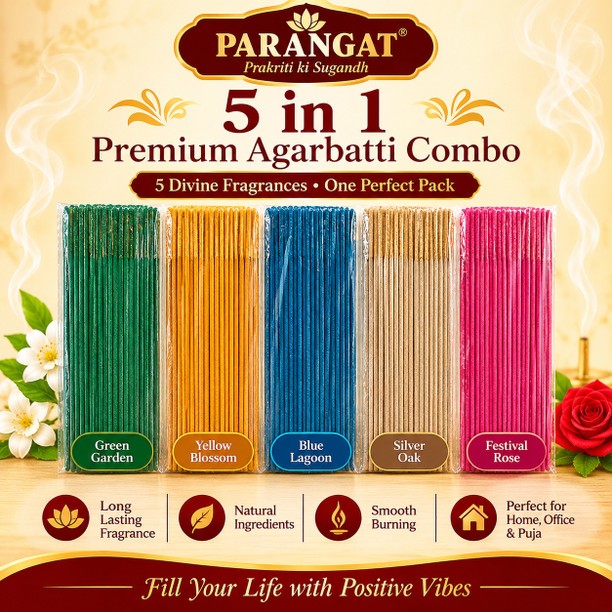 PARANGAT®
Prakriti ki Sugandh
5 in 1
Premium Agarbatti Combo
5 Divine Fragrances • One Perfect Pack
Green
Garden
Yellow
Blossom
Blue
Lagoon
Silver
Oak
Festival
Rose
Long
Lasting
Fragrance
Natural
Ingredients
Smooth
Burning
Perfect for
Home, Office
& Puja
Fill Your Life with Positive Vibes